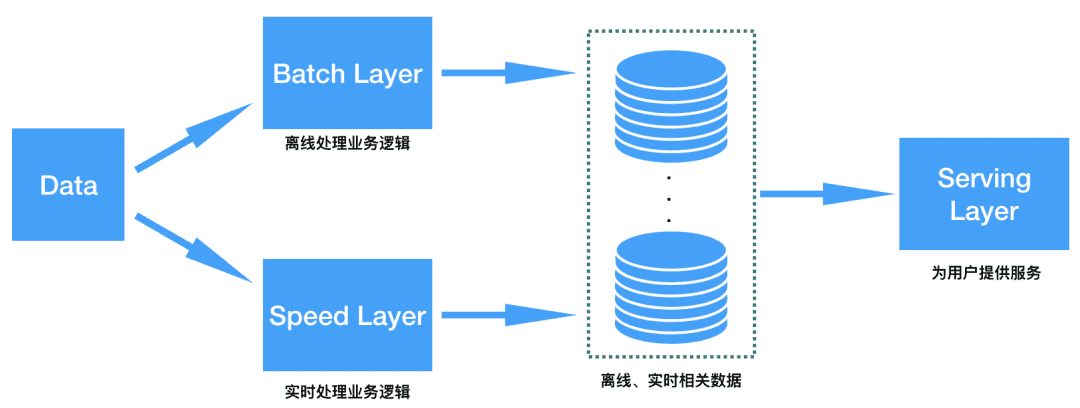 Data
Batch Layer
离线处理业务逻辑
Speed Layer
实时处理业务逻辑
离线、实时相关数据
Serving
Layer
为用户提供服务